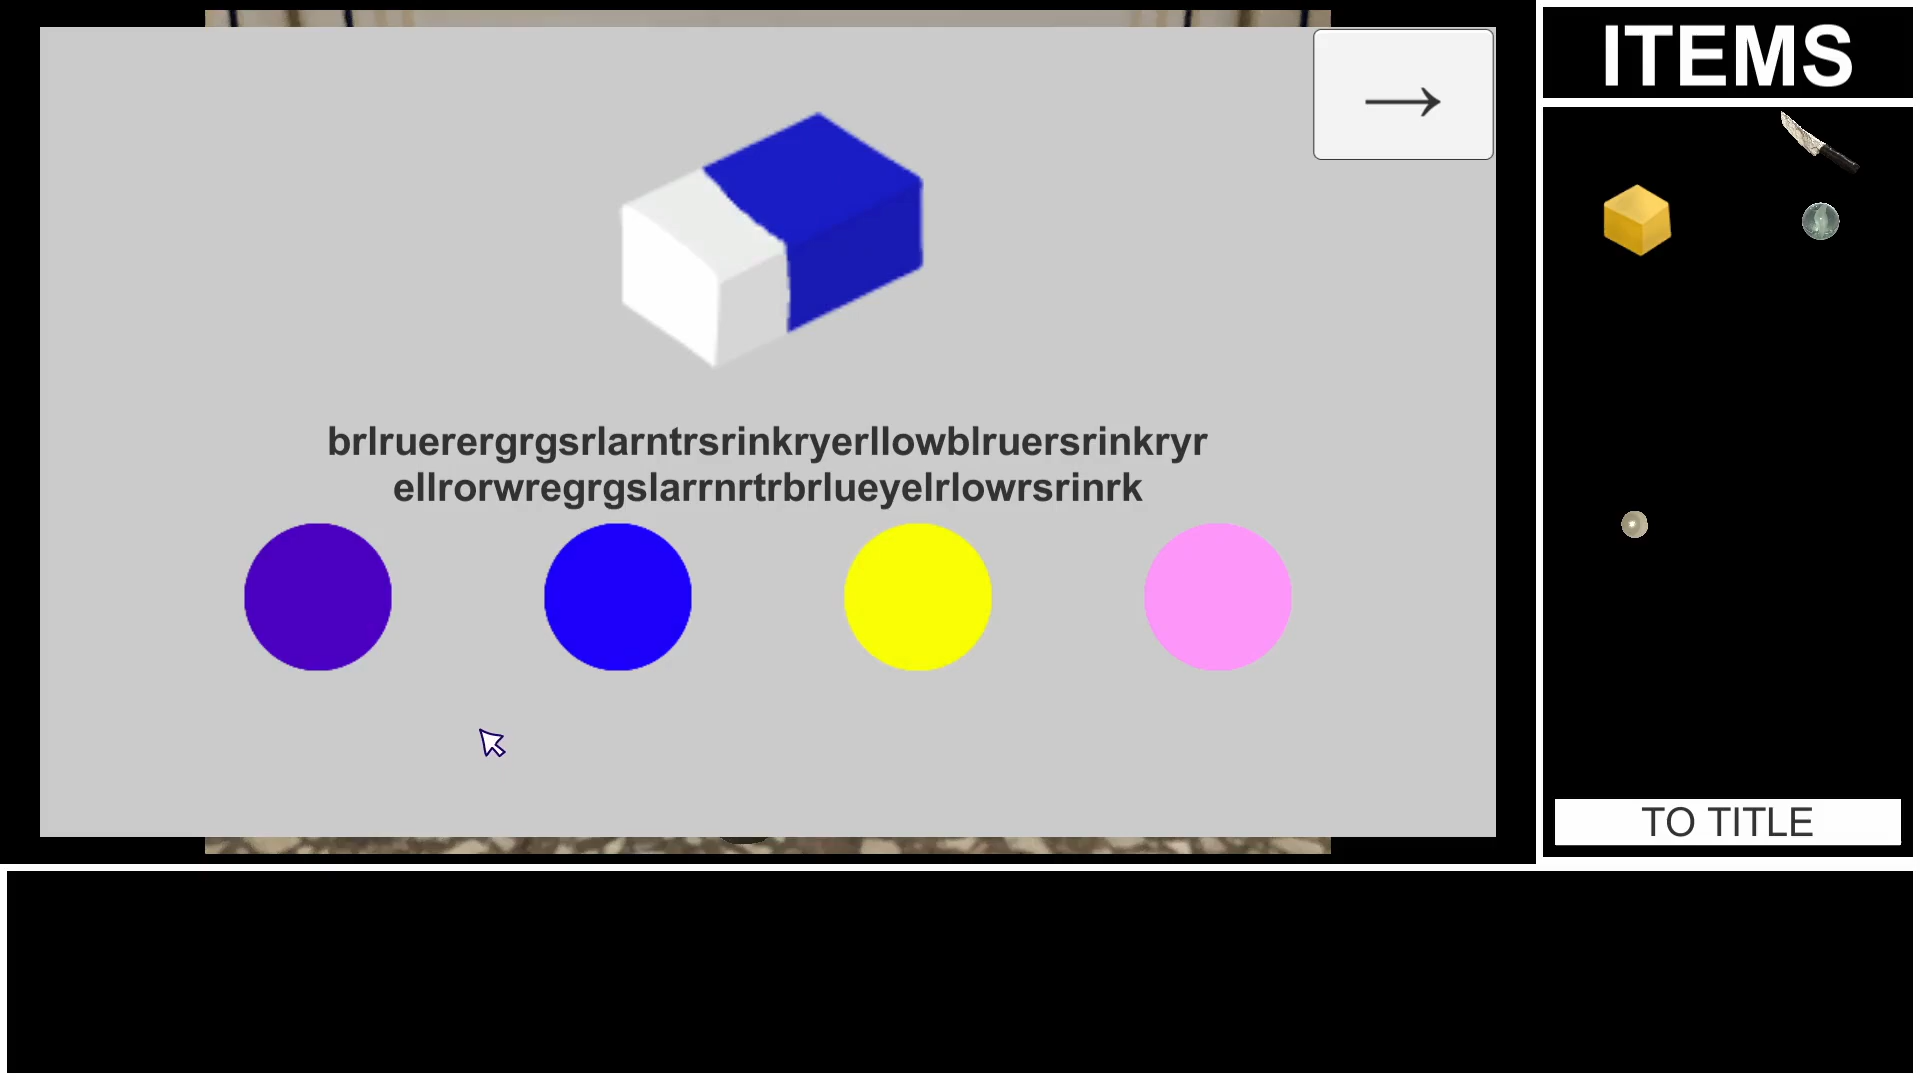 ITEMS
→
brlruerergrgsrlarntrsrinkryerllowblruersrinkryr
ellrorwregrgslarrnrtrbrlueyelrlowrsrinrk
TO TITLE